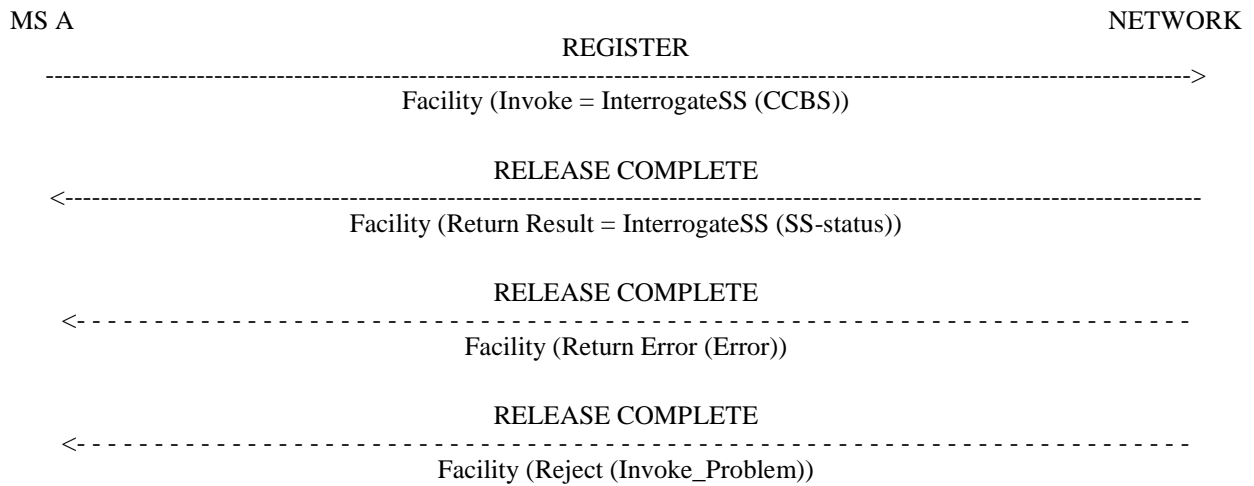 MS A NETWORK
REGISTER
Facility (Invoke = InterrogateSS (CCBS))
RELEASE COMPLETE
Facility (Return Result = InterrogateSS (SS-status))
RELEASE COMPLETE
Facility (Return Error (Error))
RELEASE COMPLETE
Facility (Reject (Invoke_Problem))